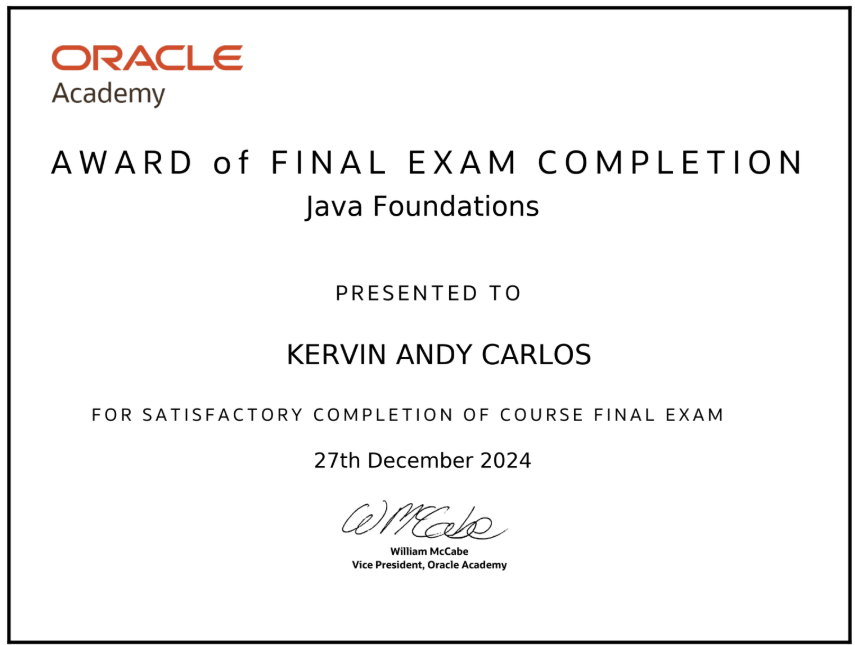 ORACLE
Academy
AWARD of FINAL EXAM COMPLETION
Java Foundations
PRESENTED TO
KERVIN ANDY CARLOS
FOR SATISFACTORY COMPLETION OF COURSE FINAL EXAM
27th December 2024
WMcCabe
William McCabe
Vice President, Oracle Academy